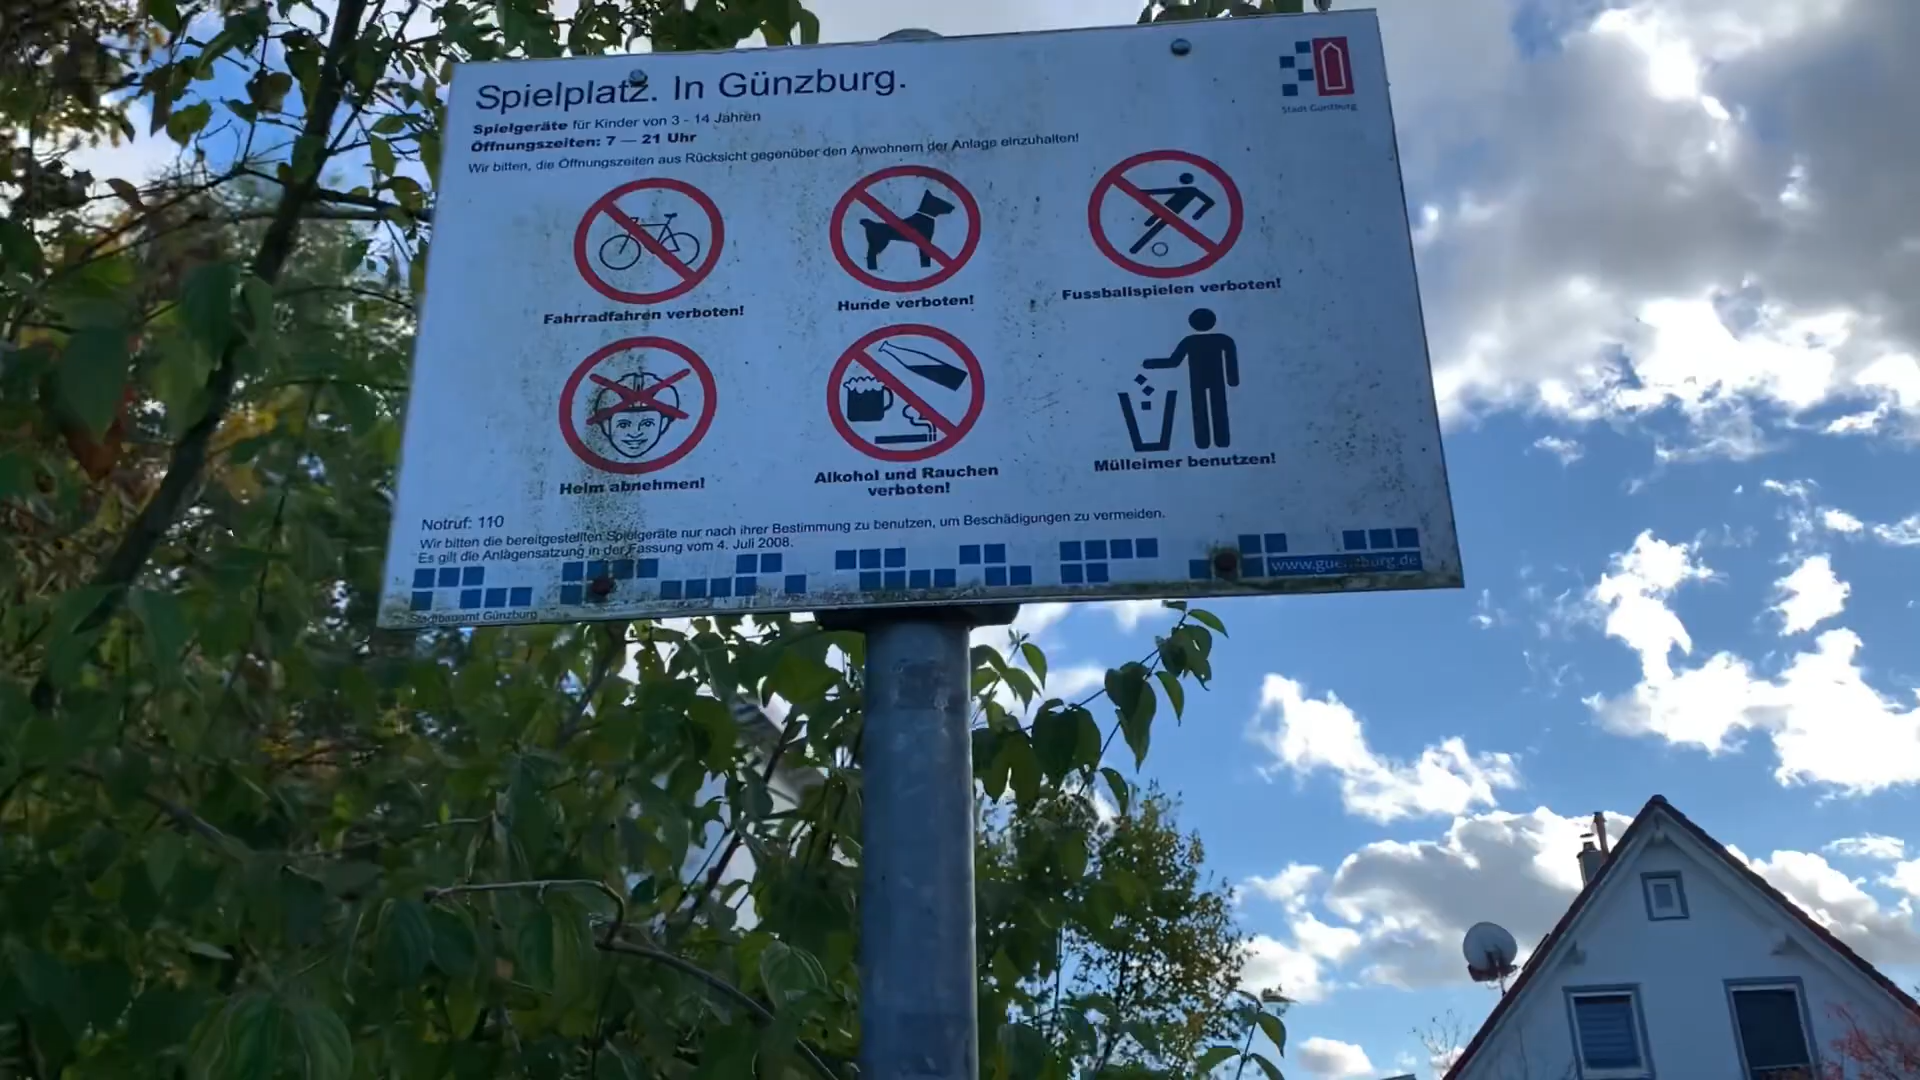 Spielplatz. In Günzburg.
Stadt Günzburg
Spielgeräte für Kinder von 3 - 14 Jahren
Öffnungszeiten: 7 — 21 Uhr
Wir bitten, die Öffnungszeiten aus Rücksicht gegenüber den Anwohnern der Anlage einzuhalten!
Fahrradfahren verboten!
Hunde verboten!
Fussballspielen verboten!
Helm abnehmen!
Alkohol und Rauchen
verboten!
Mülleimer benutzen!
Notruf: 110
Wir bitten die bereitgestellten Spielgeräte nur nach ihrer Bestimmung zu benutzen, um Beschädigungen zu vermeiden.
Es gilt die Anlagensatzung in der Fassung vom 4. Juli 2008.
www.guenzburg.de
Stadtbauamt Günzburg